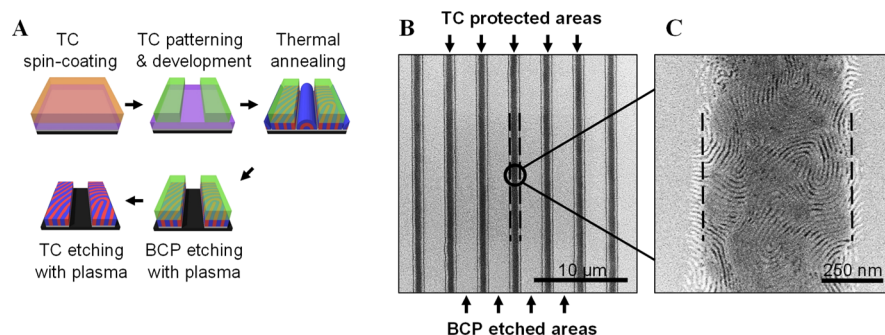 A
TC
spin-coating
TC patterning
& development
Thermal
annealing
TC etching
with plasma
BCP etching
with plasma
B
TC protected areas
10 µm
BCP etched areas
C
250 nm